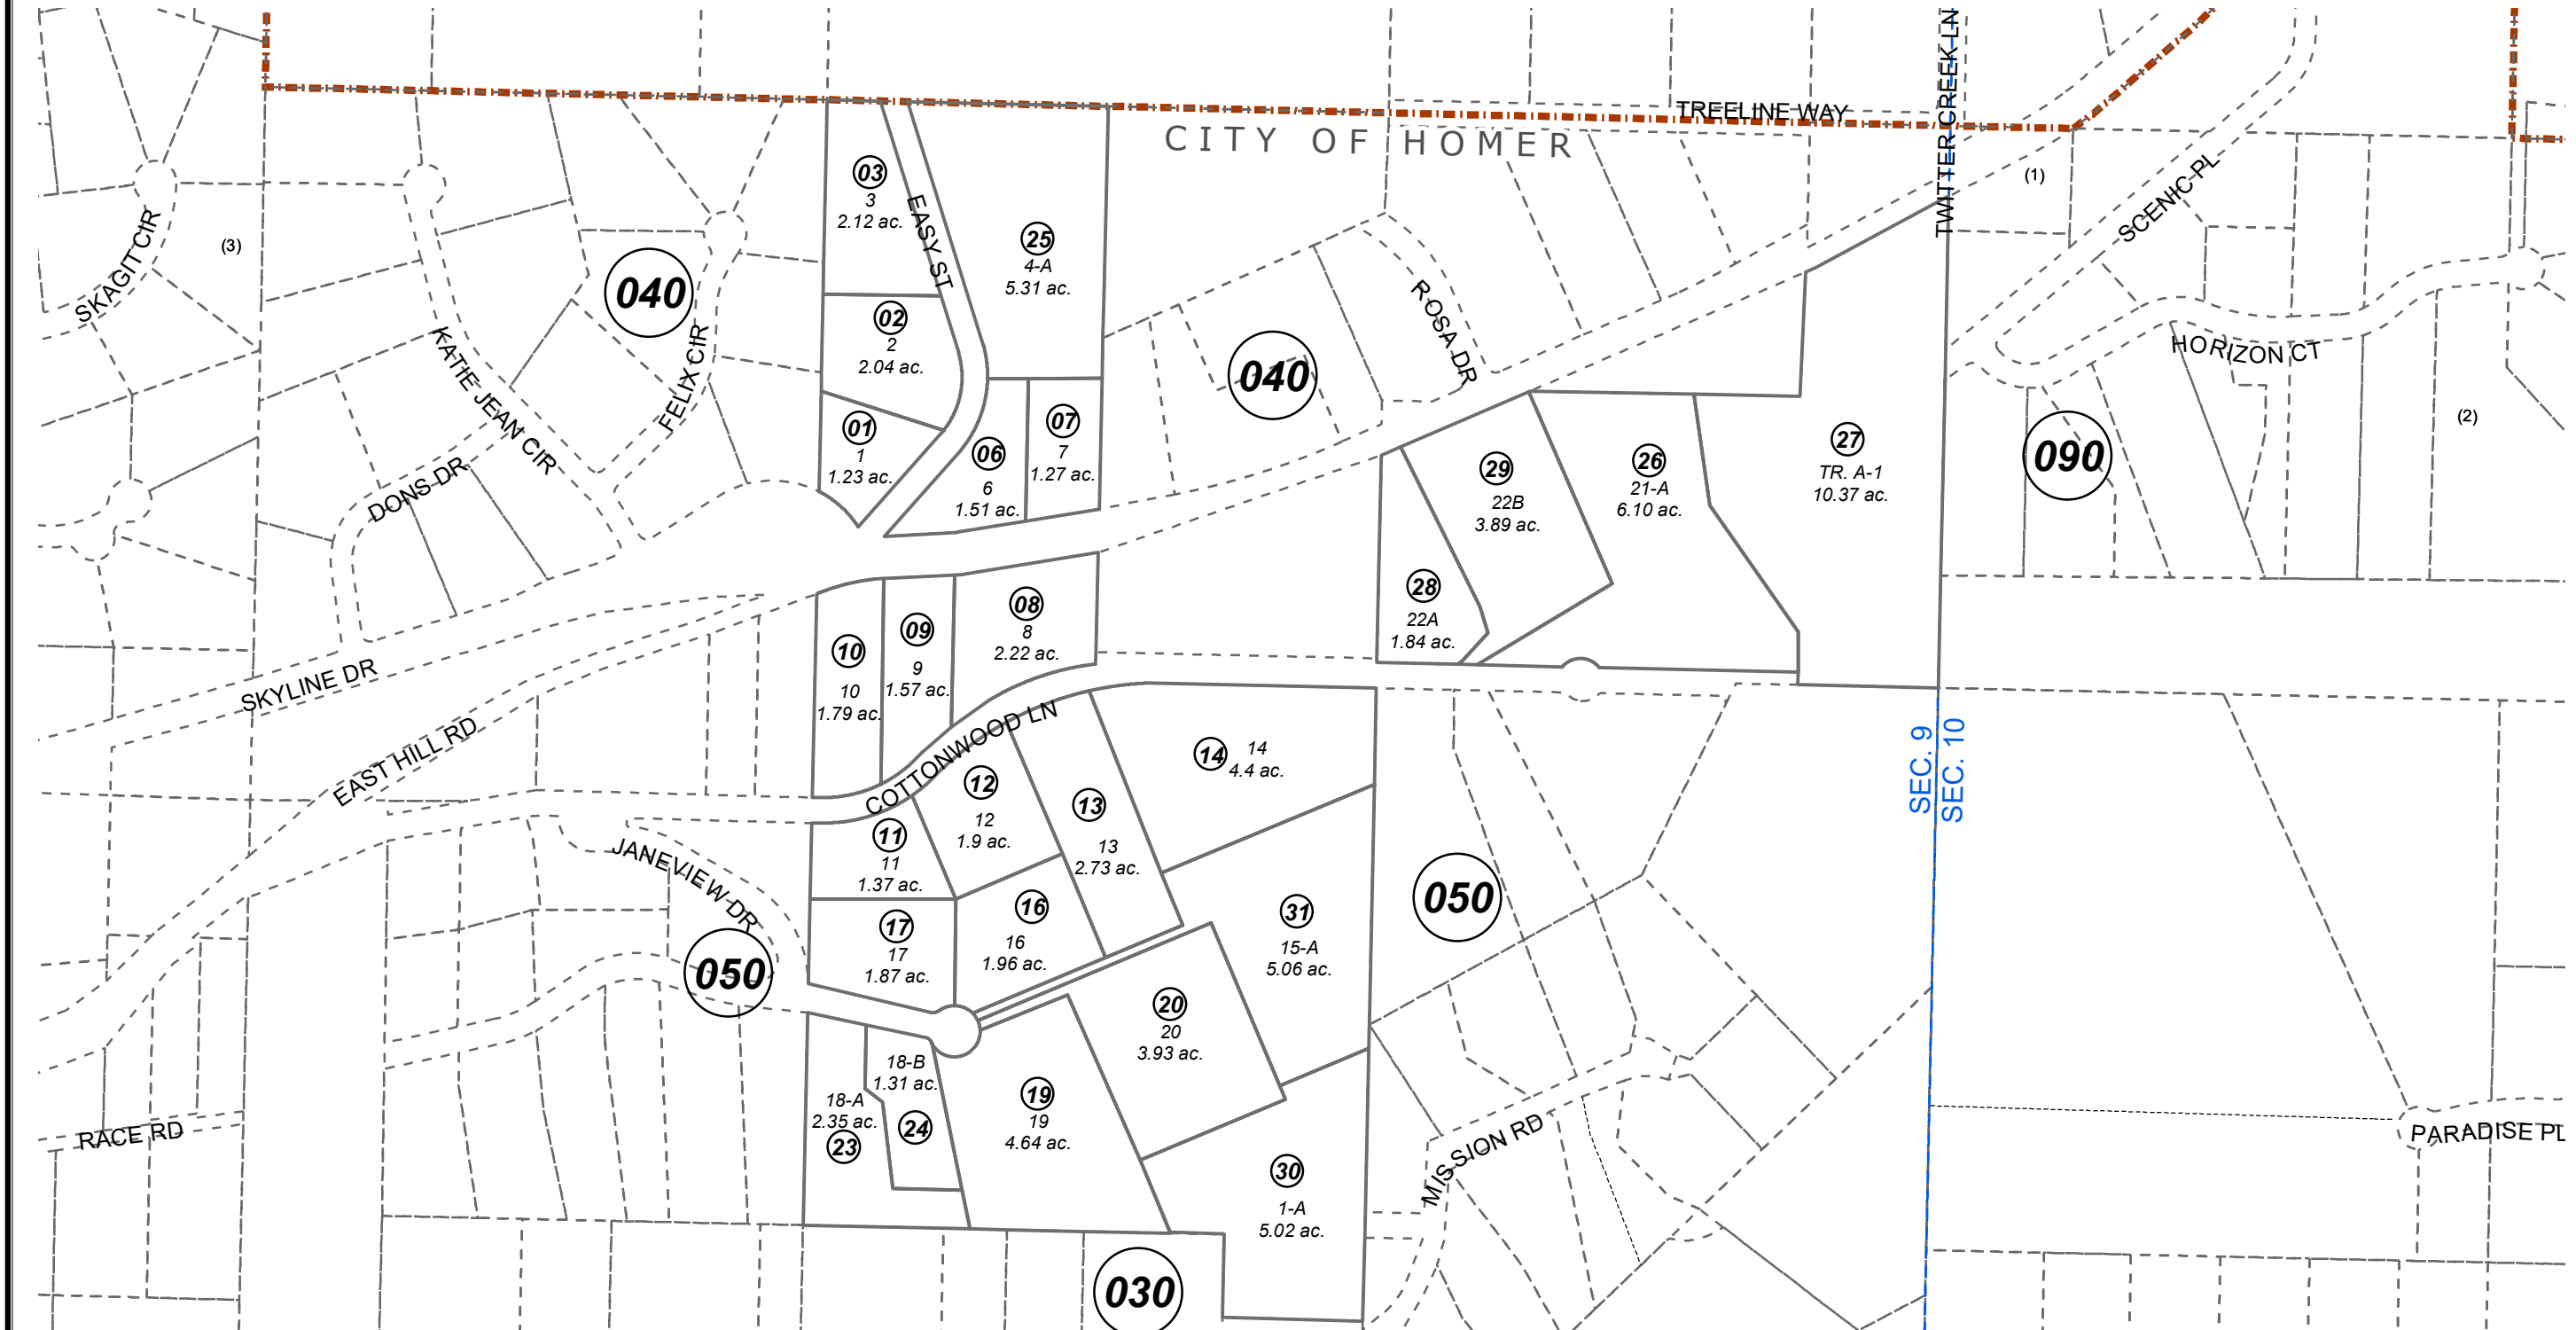 TREELINE WAY
CITY OF HOMER
TWITTER CREEK LN
(1)
SCENIC PL
03
3
2.12 ac.
EASY ST
25
4-A
5.31 ac.
SKAGIT CIR
(3)
040
KATIE JEAN CIR
FELIX CIR
02
2
2.04 ac.
040
ROSA DR
HORIZON CT
01
1
1.23 ac.
06
6
1.51 ac.
07
7
1.27 ac.
DONS DR
29
22B
3.89 ac.
26
21-A
6.10 ac.
27
TR. A-1
10.37 ac.
090
(2)
28
22A
1.84 ac.
10
10
1.79 ac.
09
9
1.57 ac.
08
8
2.22 ac.
SKYLINE DR
EAST HILL RD
COTTONWOOD LN
14
14
4.4 ac.
SEC. 9
SEC. 10
12
12
1.9 ac.
13
13
2.73 ac.
11
11
1.37 ac.
JANEVIEW DR
050
17
17
1.87 ac.
16
16
1.96 ac.
31
15-A
5.06 ac.
050
20
20
3.93 ac.
18-B
1.31 ac.
24
18-A
2.35 ac.
23
19
19
4.64 ac.
RACE RD
30
1-A
5.02 ac.
MISSION RD
PARADISE PL
030